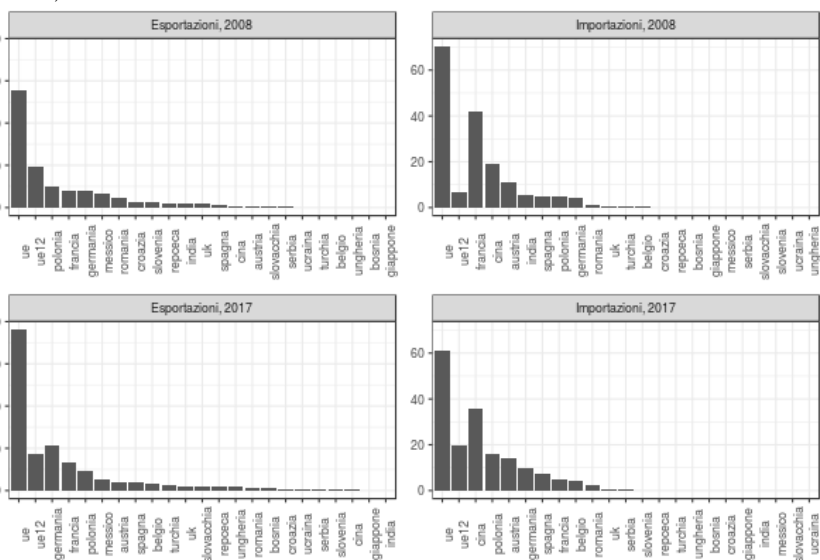 Esportazioni, 2008
ue
ue12
polonia
francia
germania
messico
romania
croazia
slovenia
repceca
india
uk
spagna
cina
austria
slovacchia
serbia
ucraina
turchia
belgio
ungheria
bosnia
giappone
Importazioni, 2008
60
40
20
0
ue
ue12
francia
cina
austria
india
spagna
polonia
germania
romania
uk
turchia
belgio
croazia
repceca
bosnia
giappone
messico
serbia
slovacchia
slovenia
ucraina
ungheria
Esportazioni, 2017
ue
ue12
germania
francia
polonia
messico
austria
spagna
belgio
turchia
uk
slovacchia
repceca
ungheria
romania
bosnia
croazia
ucraina
serbia
slovenia
cina
giappone
india
Importazioni, 2017
60
40
20
0
ue
ue12
cina
polonia
austria
germania
spagna
francia
belgio
romania
uk
serbia
repceca
turchia
ungheria
bosnia
croazia
giappone
india
messico
slovenia
slovacchia
ucraina